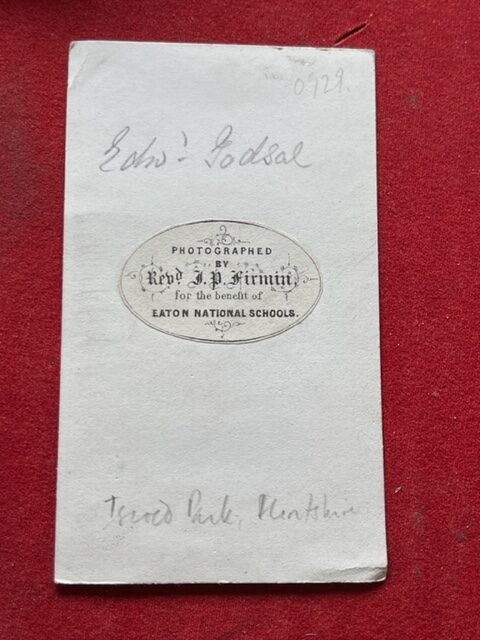 0929.
Edwd Godsal
PHOTOGRAPHED
BY
Revd. J. P. Firmin,
for the benefit of
EATON NATIONAL SCHOOLS.
Iscoed Park, Flintshire